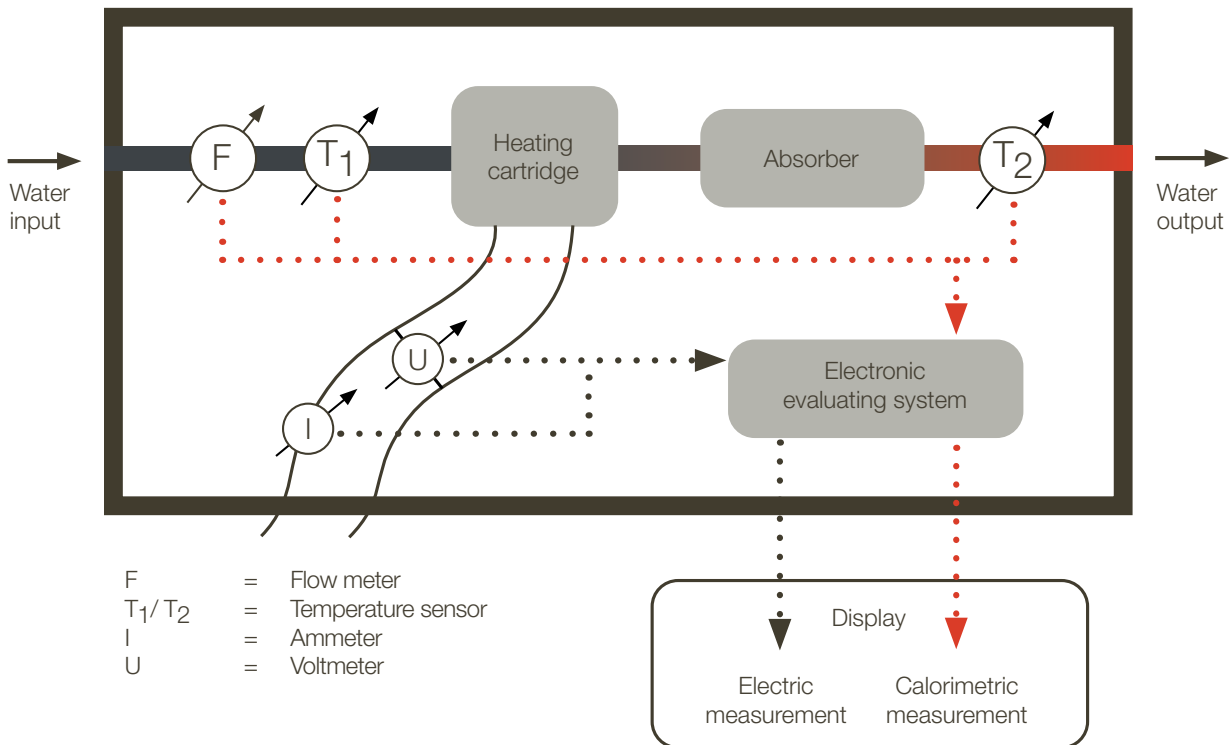 Water
input
F
T1
Heating
cartridge
Absorber
T2
Water
output
U
I
Electronic
evaluating system
F = Flow meter
T1/ T2 = Temperature sensor
I = Ammeter
U = Voltmeter
Display
Electric
measurement
Calorimetric
measurement